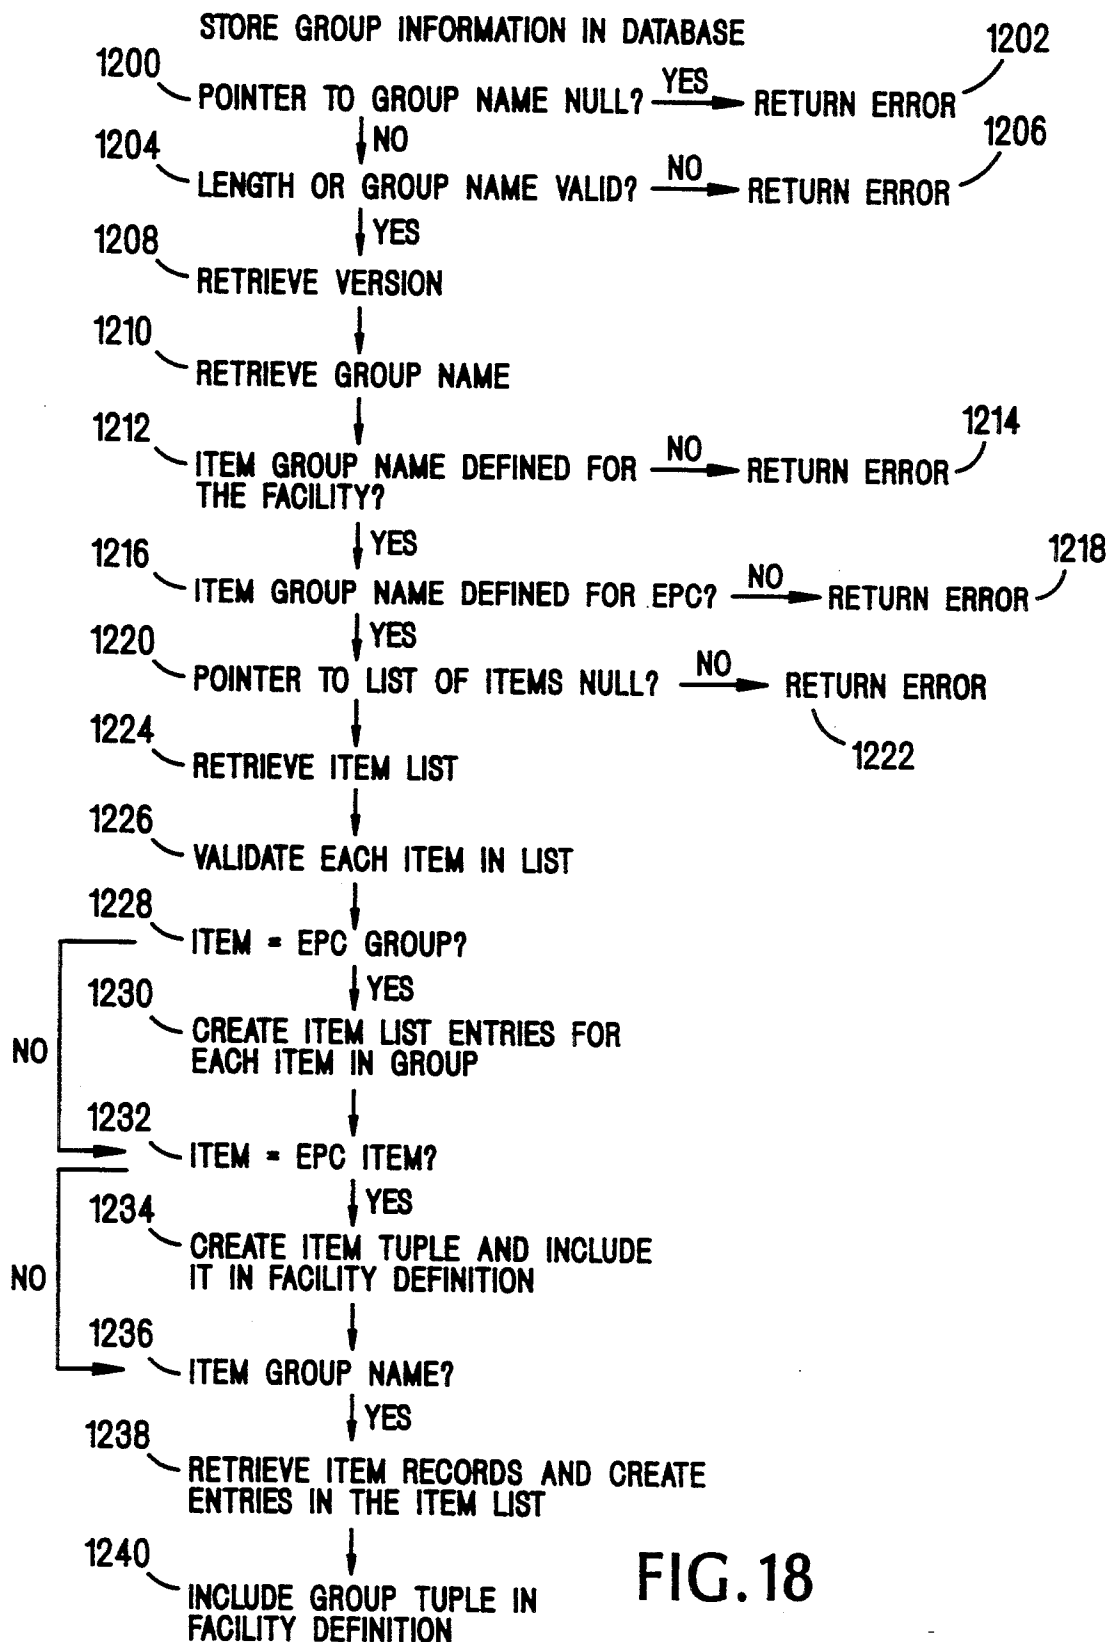 STORE GROUP INFORMATION IN DATABASE
1200
POINTER TO GROUP NAME NULL?
YES
RETURN ERROR
1202
NO
1204
LENGTH OR GROUP NAME VALID?
NO
RETURN ERROR
1206
YES
1208
RETRIEVE VERSION
1210
RETRIEVE GROUP NAME
1212
ITEM GROUP NAME DEFINED FOR
THE FACILITY?
NO
RETURN ERROR
1214
YES
1216
ITEM GROUP NAME DEFINED FOR EPC?
NO
RETURN ERROR
1218
YES
1220
POINTER TO LIST OF ITEMS NULL?
NO
RETURN ERROR
1222
1224
RETRIEVE ITEM LIST
1226
VALIDATE EACH ITEM IN LIST
1228
ITEM = EPC GROUP?
YES
1230
CREATE ITEM LIST ENTRIES FOR
EACH ITEM IN GROUP
NO
1232
ITEM = EPC ITEM?
YES
1234
CREATE ITEM TUPLE AND INCLUDE
IT IN FACILITY DEFINITION
NO
1236
ITEM GROUP NAME?
YES
1238
RETRIEVE ITEM RECORDS AND CREATE
ENTRIES IN THE ITEM LIST
1240
INCLUDE GROUP TUPLE IN
FACILITY DEFINITION
FIG. 18